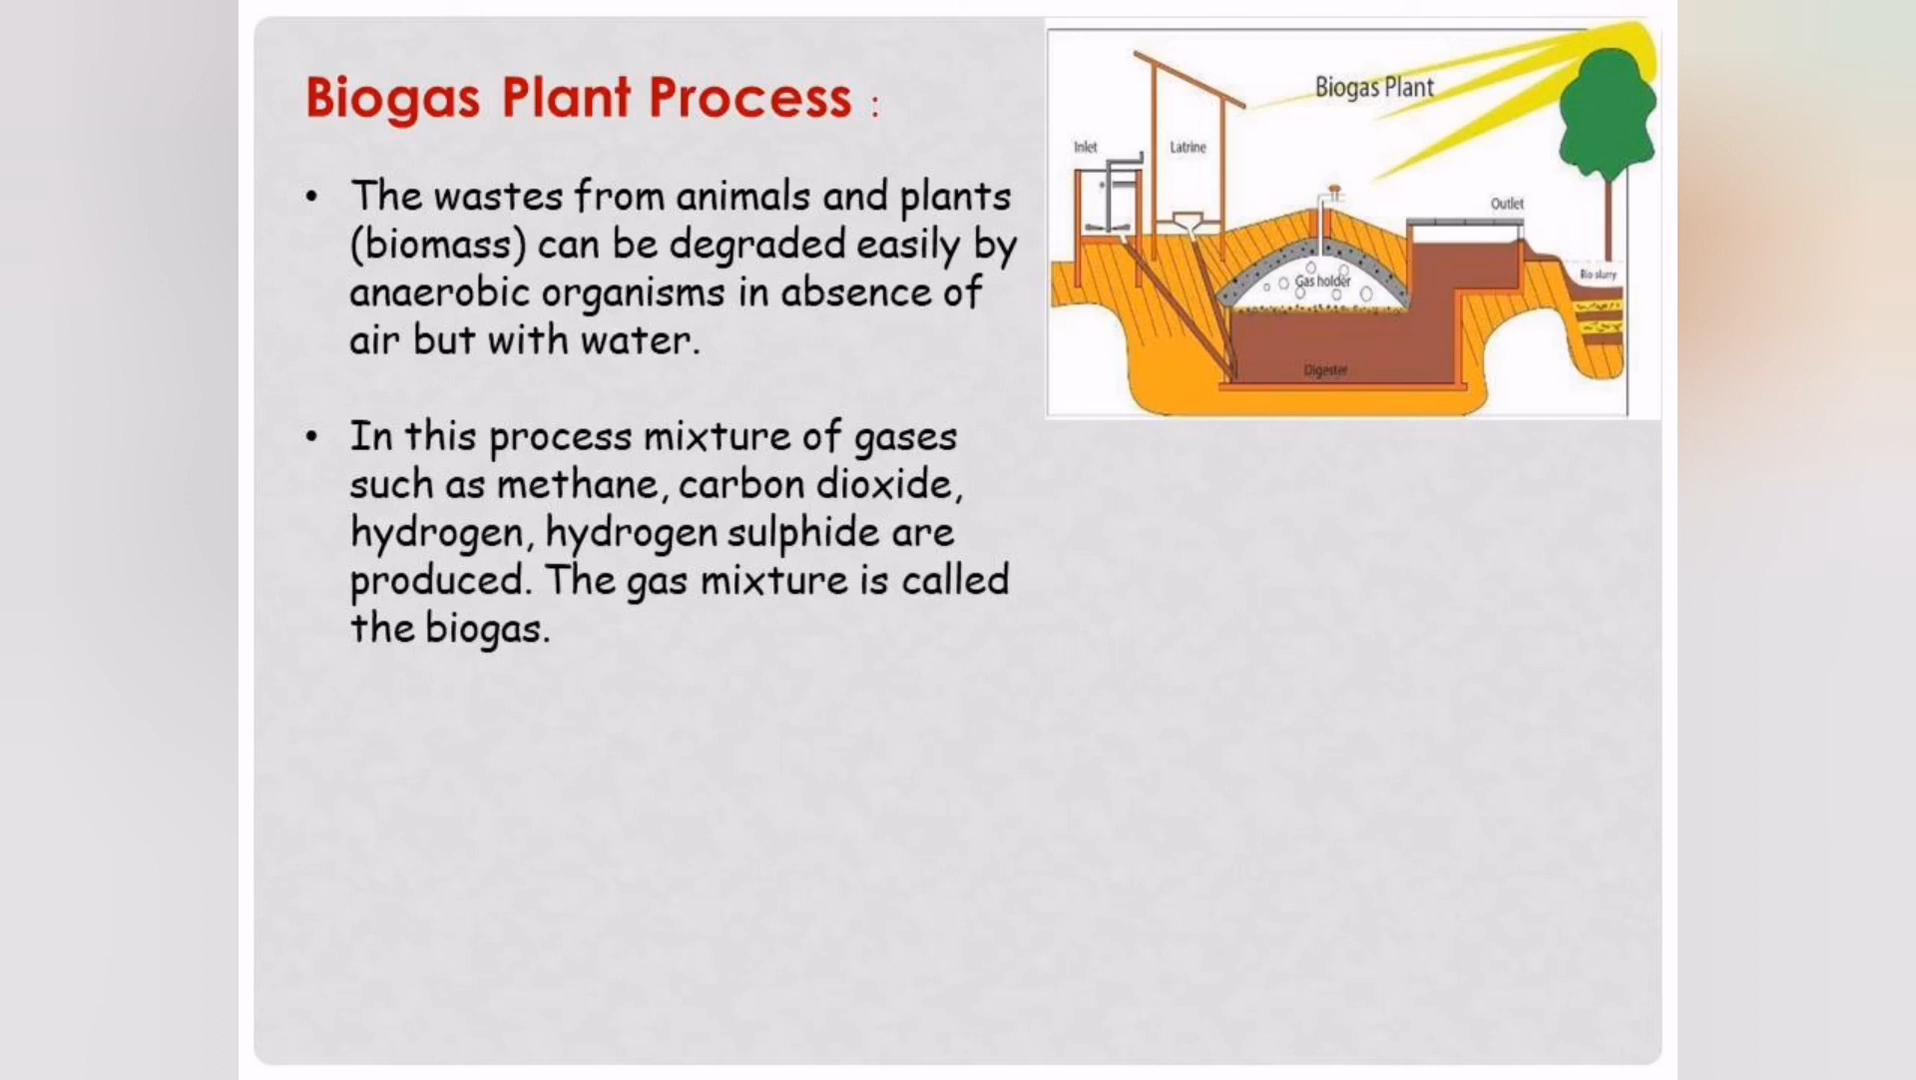 Biogas Plant Process :
• The wastes from animals and plants
(biomass) can be degraded easily by
anaerobic organisms in absence of
air but with water.
• In this process mixture of gases
such as methane, carbon dioxide,
hydrogen, hydrogen sulphide are
produced. The gas mixture is called
the biogas.
Biogas Plant
Inlet
Latrine
Outlet
Bio slurry
Gas holder
Digester